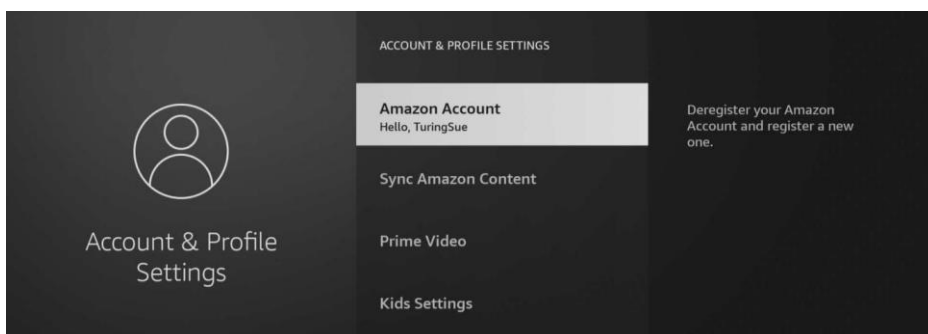 Account & Profile
Settings
ACCOUNT & PROFILE SETTINGS
Amazon Account
Hello, TuringSue
Sync Amazon Content
Prime Video
Kids Settings
Deregister your Amazon
Account and register a new
one.